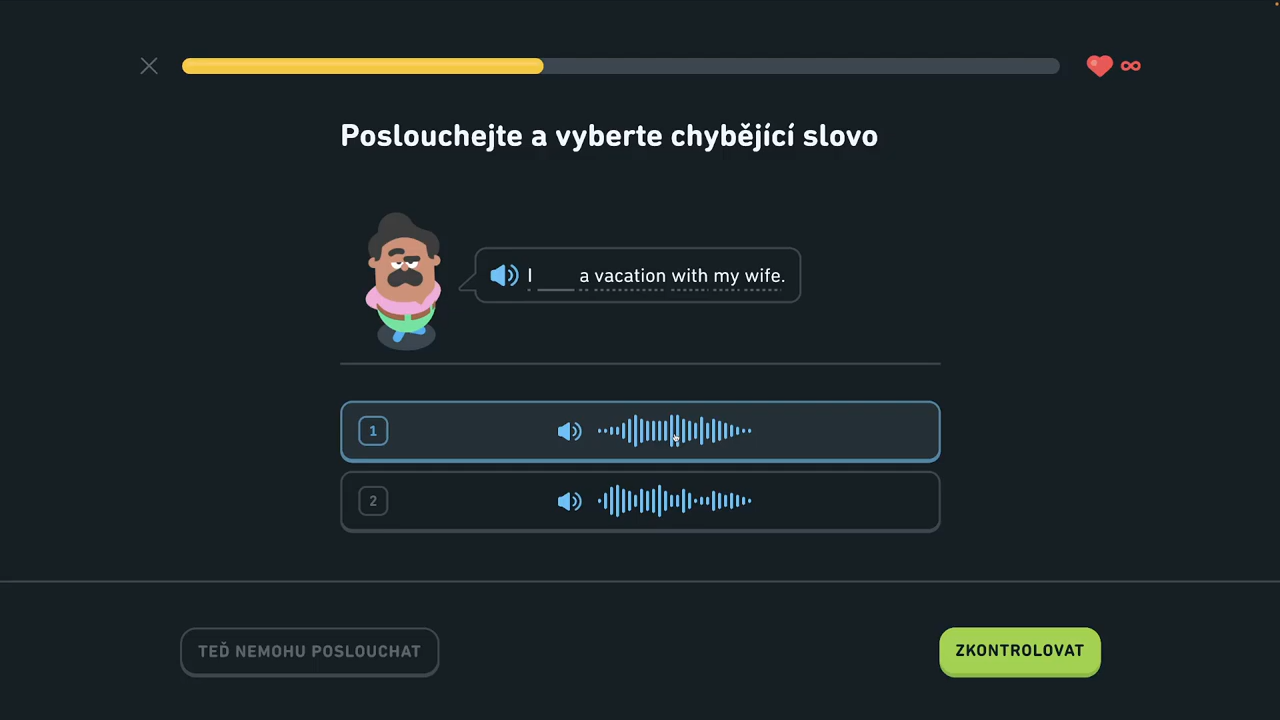 Poslouchejte a vyberte chybějící slovo
I ____ a vacation with my wife.
1
2
TEĎ NEMOHU POSLOUCHAT
ZKONTROLOVAT